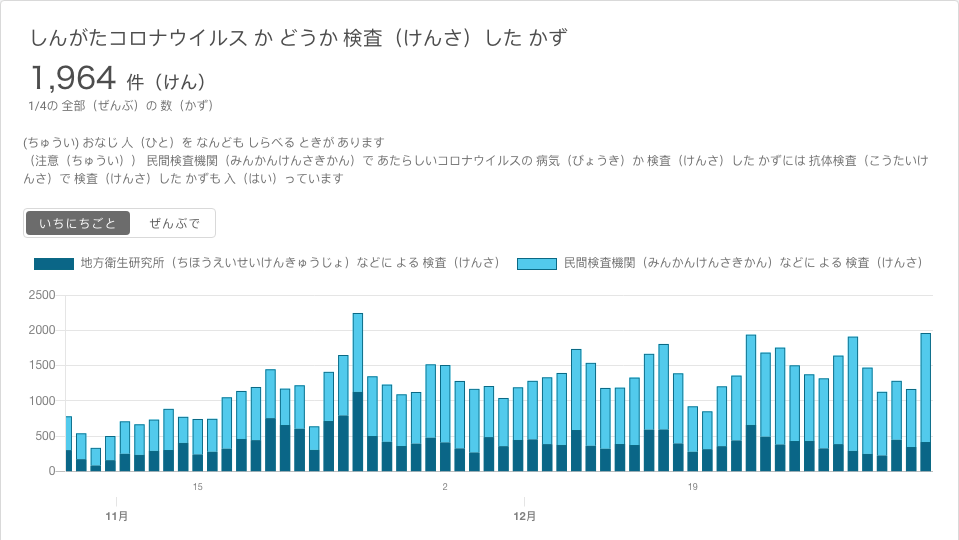 しんがたコロナウイルス か どうか 検査（けんさ）した かず
1,964 件（けん）
1/4の 全部（ぜんぶ）の 数（かず）
(ちゅうい) おなじ 人（ひと）を なんども しらべる ときが あります
（注意（ちゅうい）） 民間検査機関（みんかんけんさきかん）で あたらしいコロナウイルスの 病気（びょうき）か 検査（けんさ）した かずには 抗体検査（こうたいけ
んさ）で 検査（けんさ）した かずも 入（はい）っています
いちにちごと ぜんぶで
地方衛生研究所（ちほうえいせいけんきゅうじょ）などに よる 検査（けんさ） 民間検査機関（みんかんけんさきかん）などに よる 検査（けんさ）
2500
2000
1500
1000
500
0
15 2 19
11月 12月